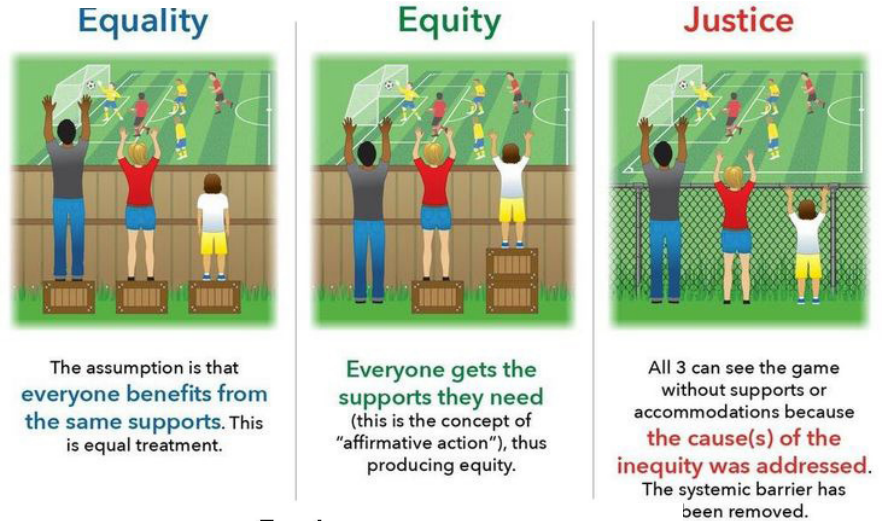 Equality
The assumption is that
everyone benefits from
the same supports. This
is equal treatment.
Equity
Everyone gets the
supports they need
(this is the concept of
"affirmative action"), thus
producing equity.
Justice
All 3 can see the game
without supports or
accommodations because
the cause(s) of the
inequity was addressed.
The systemic barrier has
been removed.